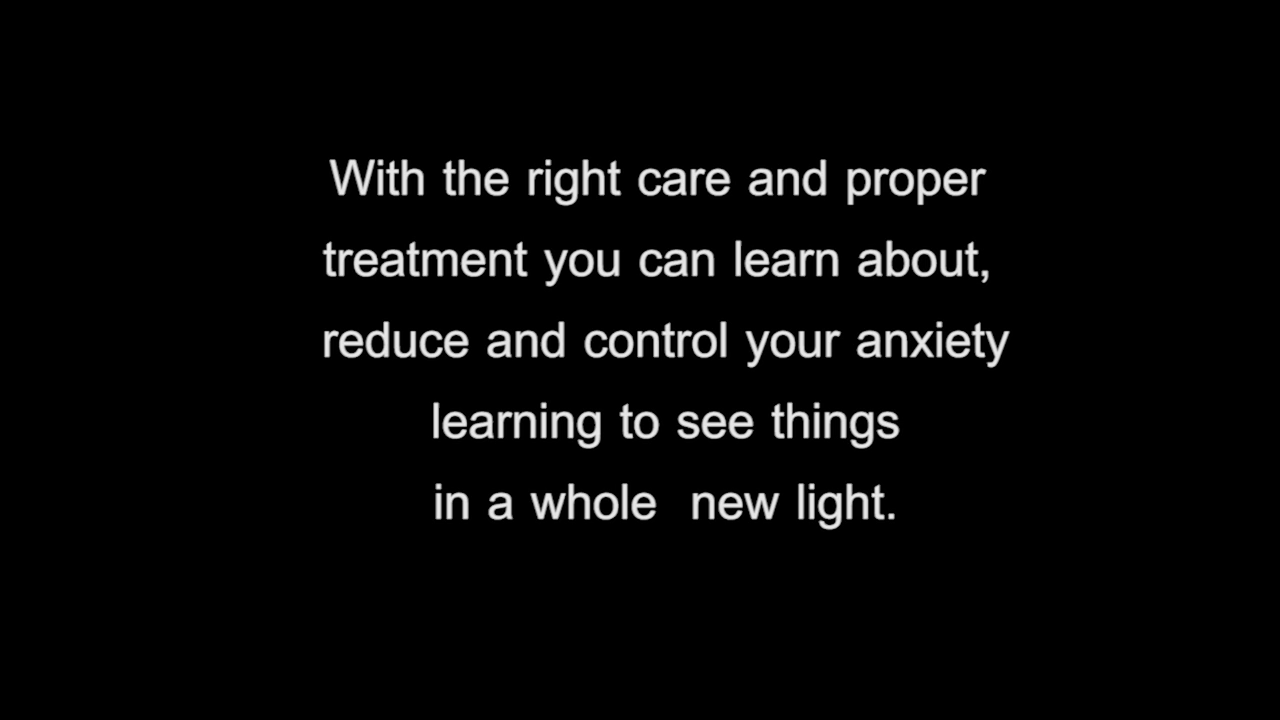 With the right care and proper
treatment you can learn about,
reduce and control your anxiety
learning to see things
in a whole  new light.